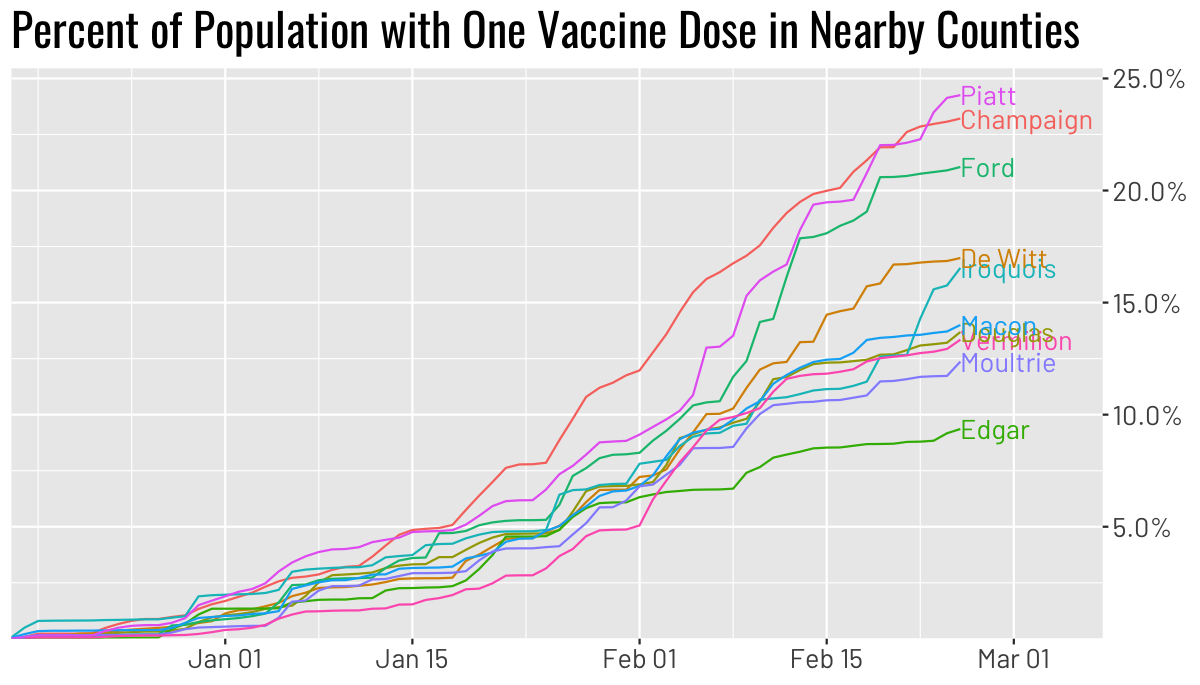 Percent of Population with One Vaccine Dose in Nearby Counties
25.0%
Piatt
Champaign
Ford
20.0%
De Witt
Iroquois
15.0%
Macon
Douglas
Vermilion
Moultrie
10.0%
Edgar
5.0%
Jan 01 Jan 15 Feb 01 Feb 15 Mar 01